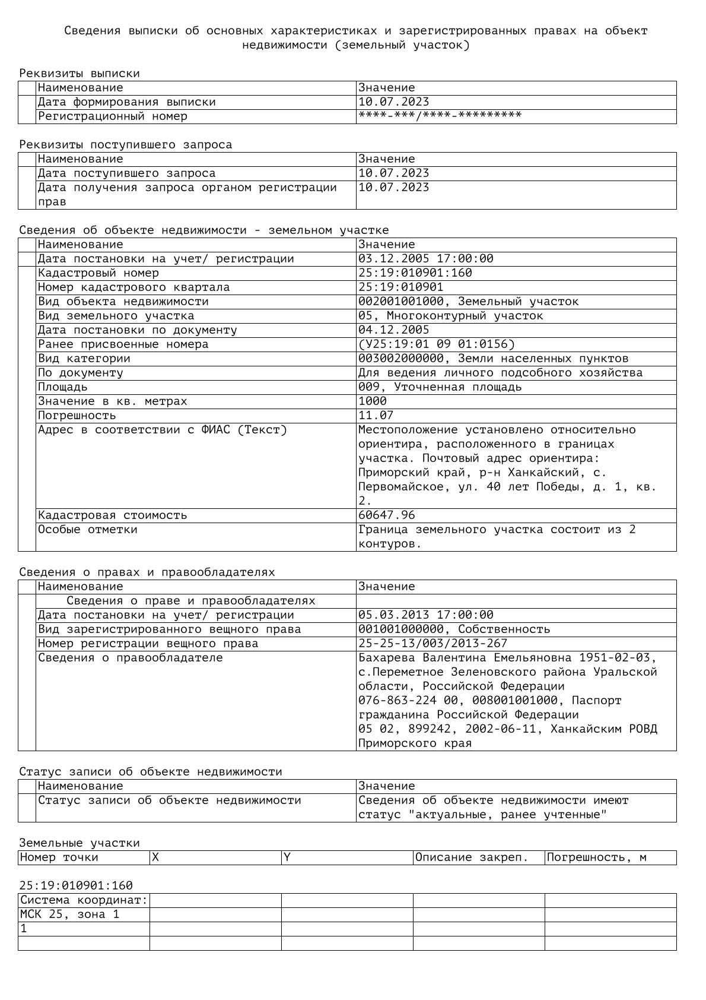 Сведения выписки об основных характеристиках и зарегистрированных правах на объект
недвижимости (земельный участок)
Реквизиты выписки
Наименование Значение
Дата формирования выписки 10.07.2023
Регистрационный номер ****-***/****-*********
Реквизиты поступившего запроса
Наименование Значение
Дата поступившего запроса 10.07.2023
Дата получения запроса органом регистрации 10.07.2023
прав
Сведения об объекте недвижимости - земельном участке
Наименование Значение
Дата постановки на учет/ регистрации 03.12.2005 17:00:00
Кадастровый номер 25:19:010901:160
Номер кадастрового квартала 25:19:010901
Вид объекта недвижимости 002001001000, Земельный участок
Вид земельного участка 05, Многоконтурный участок
Дата постановки по документу 04.12.2005
Ранее присвоенные номера (У25:19:01 09 01:0156)
Вид категории 003002000000, Земли населенных пунктов
По документу Для ведения личного подсобного хозяйства
Площадь 009, Уточненная площадь
Значение в кв. метрах 1000
Погрешность 11.07
Адрес в соответствии с ФИАС (Текст) Местоположение установлено относительно
ориентира, расположенного в границах
участка. Почтовый адрес ориентира:
Приморский край, р-н Ханкайский, с.
Первомайское, ул. 40 лет Победы, д. 1, кв.
2.
Кадастровая стоимость 60647.96
Особые отметки Граница земельного участка состоит из 2
контуров.
Сведения о правах и правообладателях
Наименование Значение
Сведения о праве и правообладателях
Дата постановки на учет/ регистрации 05.03.2013 17:00:00
Вид зарегистрированного вещного права 001001000000, Собственность
Номер регистрации вещного права 25-25-13/003/2013-267
Сведения о правообладателе Бахарева Валентина Емельяновна 1951-02-03,
с.Переметное Зеленовского района Уральской
области, Российской Федерации
076-863-224 00, 008001001000, Паспорт
гражданина Российской Федерации
05 02, 899242, 2002-06-11, Ханкайским РОВД
Приморского края
Статус записи об объекте недвижимости
Наименование Значение
Статус записи об объекте недвижимости Сведения об объекте недвижимости имеют
статус "актуальные, ранее учтенные"
Земельные участки
Номер точки X Y Описание закреп. Погрешность, м
25:19:010901:160
Система координат:
МСК 25, зона 1
1